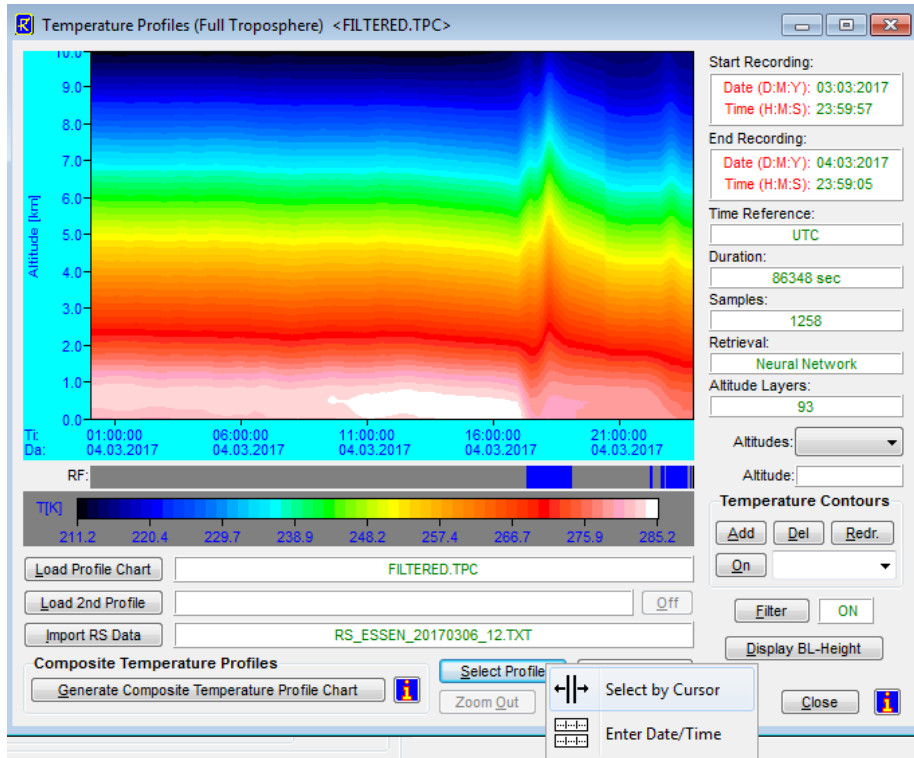 Temperature Profiles (Full Troposphere) <FILTERED.TPC>
10.0
9.0
8.0
7.0
6.0
5.0
4.0
3.0
2.0
1.0
0.0
Altitude [km]
Ti: 01:00:00 06:00:00 11:00:00 16:00:00 21:00:00
Da: 04.03.2017 04.03.2017 04.03.2017 04.03.2017 04.03.2017
RF:
T[K]
211.2 220.4 229.7 238.9 248.2 257.4 266.7 275.9 285.2
Load Profile Chart FILTERED.TPC
Load 2nd Profile Off
Import RS Data RS_ESSEN_20170306_12.TXT
Composite Temperature Profiles
Generate Composite Temperature Profile Chart
Select Profile
Zoom Out
Select by Cursor
Enter Date/Time
Start Recording:
Date (D:M:Y): 03:03:2017
Time (H:M:S): 23:59:57
End Recording:
Date (D:M:Y): 04:03:2017
Time (H:M:S): 23:59:05
Time Reference:
UTC
Duration:
86348 sec
Samples:
1258
Retrieval:
Neural Network
Altitude Layers:
93
Altitudes:
Altitude:
Temperature Contours
Add Del Redr.
On
Filter ON
Display BL-Height
Close